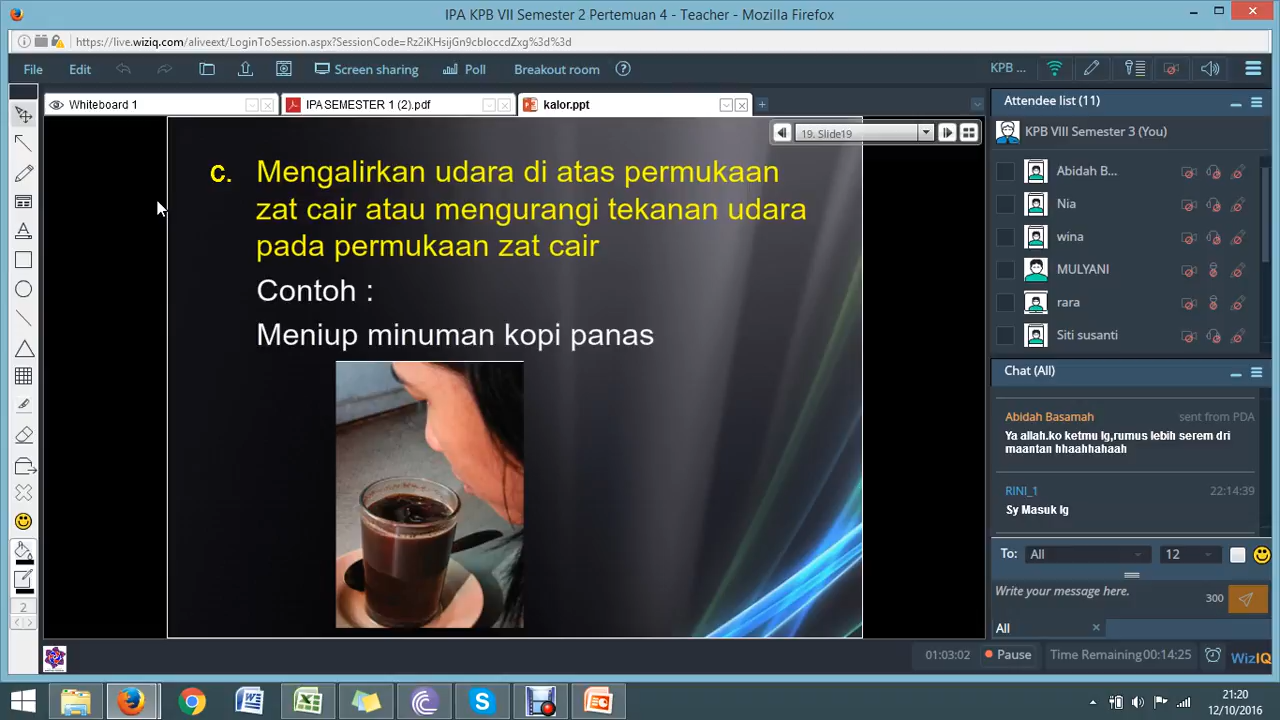 IPA KPB VII Semester 2 Pertemuan 4 - Teacher - Mozilla Firefox
https://live.wiziq.com/aliveext/LoginToSession.aspx?SessionCode=Rz2iKHsijGn9cbloccdZxg%3d%3d
File Edit Screen sharing Poll Breakout room ? KPB ...
Whiteboard 1 IPASEMESTER 1 (2).pdf kalor.ppt
19. Slide19
c. Mengalirkan udara di atas permukaan
zat cair atau mengurangi tekanan udara
pada permukaan zat cair
Contoh :
Meniup minuman kopi panas
2
Attendee list (11)
KPB VIII Semester 3 (You)
Abidah B...
Nia
wina
MULYANI
rara
Siti susanti
Chat (All)
Abidah Basamah sent from PDA
Ya allah.ko ketmu lg,rumus lebih serem dri
maantan hhaahhahaah
RINI_1 22:14:39
Sy Masuk lg
To: All 12
Write your message here. 300
All
01:03:02 Pause Time Remaining 00:14:25 WizIQ
21:20
12/10/2016